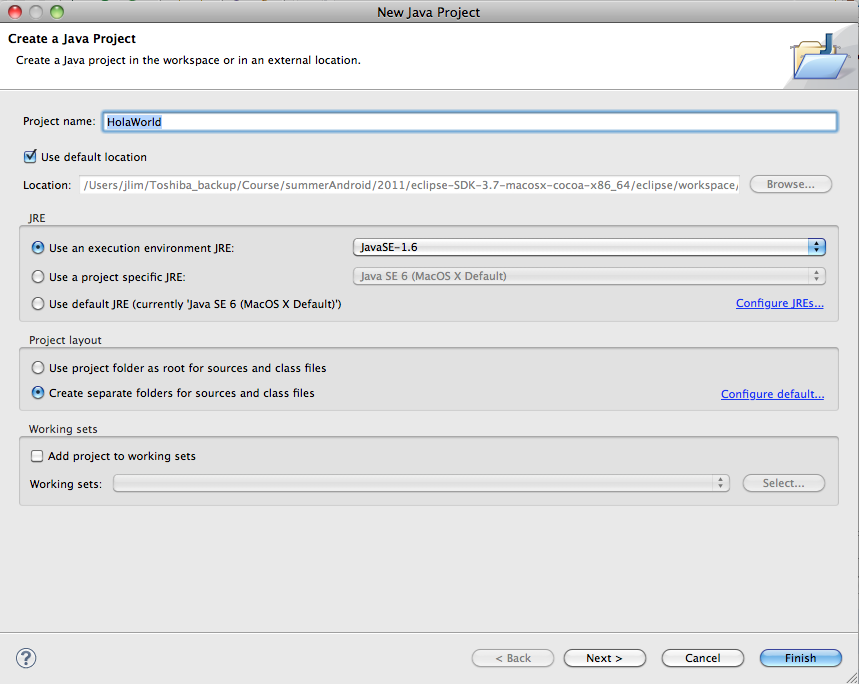 New Java Project
Create a Java Project
Create a Java project in the workspace or in an external location.
Project name: HolaWorld
Use default location
Location: /Users/jlim/Toshiba_backup/Course/summerAndroid/2011/eclipse-SDK-3.7-macosx-cocoa-x86_64/eclipse/workspace/ Browse...
JRE
Use an execution environment JRE: JavaSE-1.6
Use a project specific JRE: Java SE 6 (MacOS X Default)
Use default JRE (currently 'Java SE 6 (MacOS X Default)') Configure JREs...
Project layout
Use project folder as root for sources and class files
Create separate folders for sources and class files Configure default...
Working sets
Add project to working sets
Working sets: Select...
? < Back Next > Cancel Finish